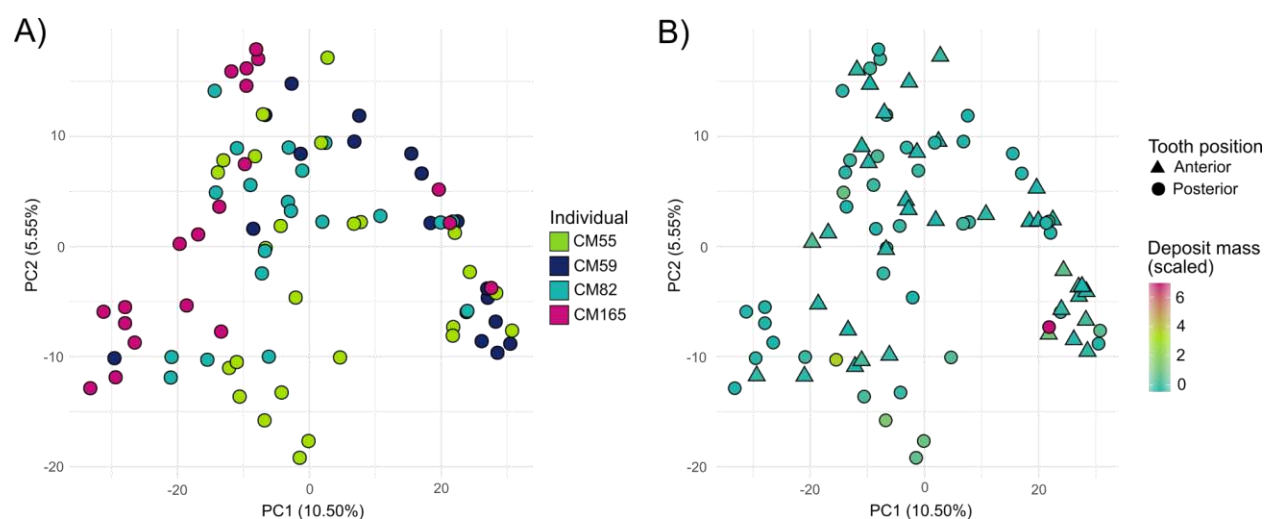 A)
10
0
-10
-20
PC2 (5.55%)
-20
0
20
PC1 (10.50%)
Individual
CM55
CM59
CM82
CM165
B)
10
0
-10
-20
PC2 (5.55%)
-20
0
20
PC1 (10.50%)
Tooth position
Anterior
Posterior
Deposit mass
(scaled)
6
4
2
0